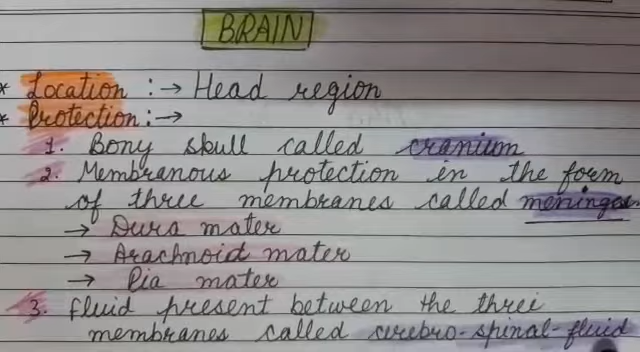 BRAIN
* Location :→ Head region
* Protection :→
1. Bony skull called cranium
2. Membranous protection in the form
of three membranes called meninges.
→ Dura mater
→ Arachnoid mater
→ Pia mater
3. Fluid present between the three
membranes called cerebro-spinal-fluid